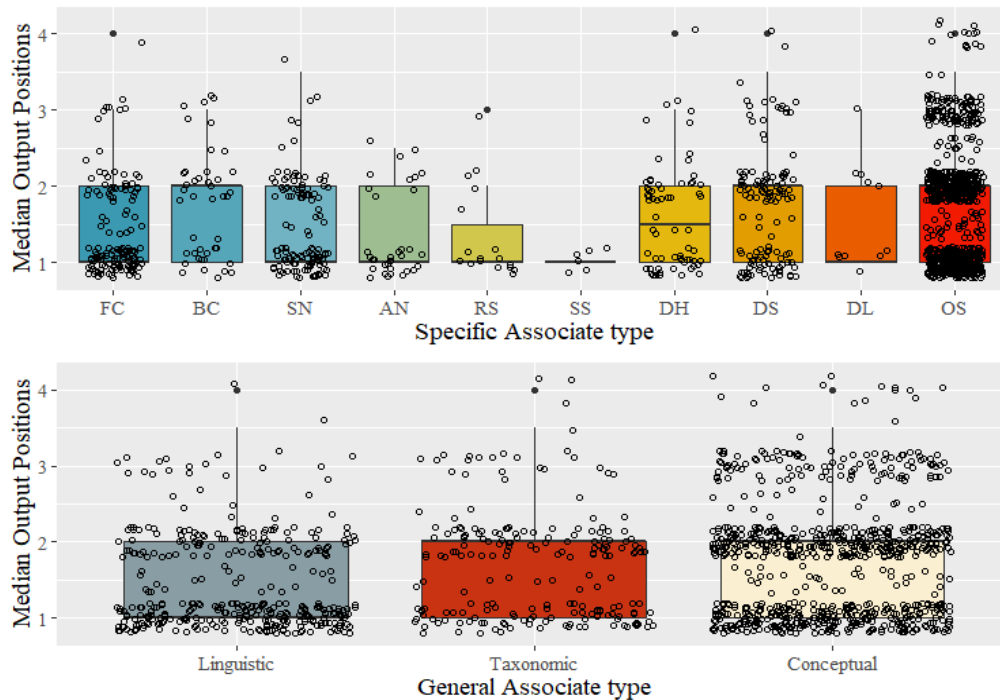 Median Output Positions
4
3
2
1
FC BC SN AN RS SS DH DS DL OS
Specific Associate type
Median Output Positions
4
3
2
1
Linguistic Taxonomic Conceptual
General Associate type